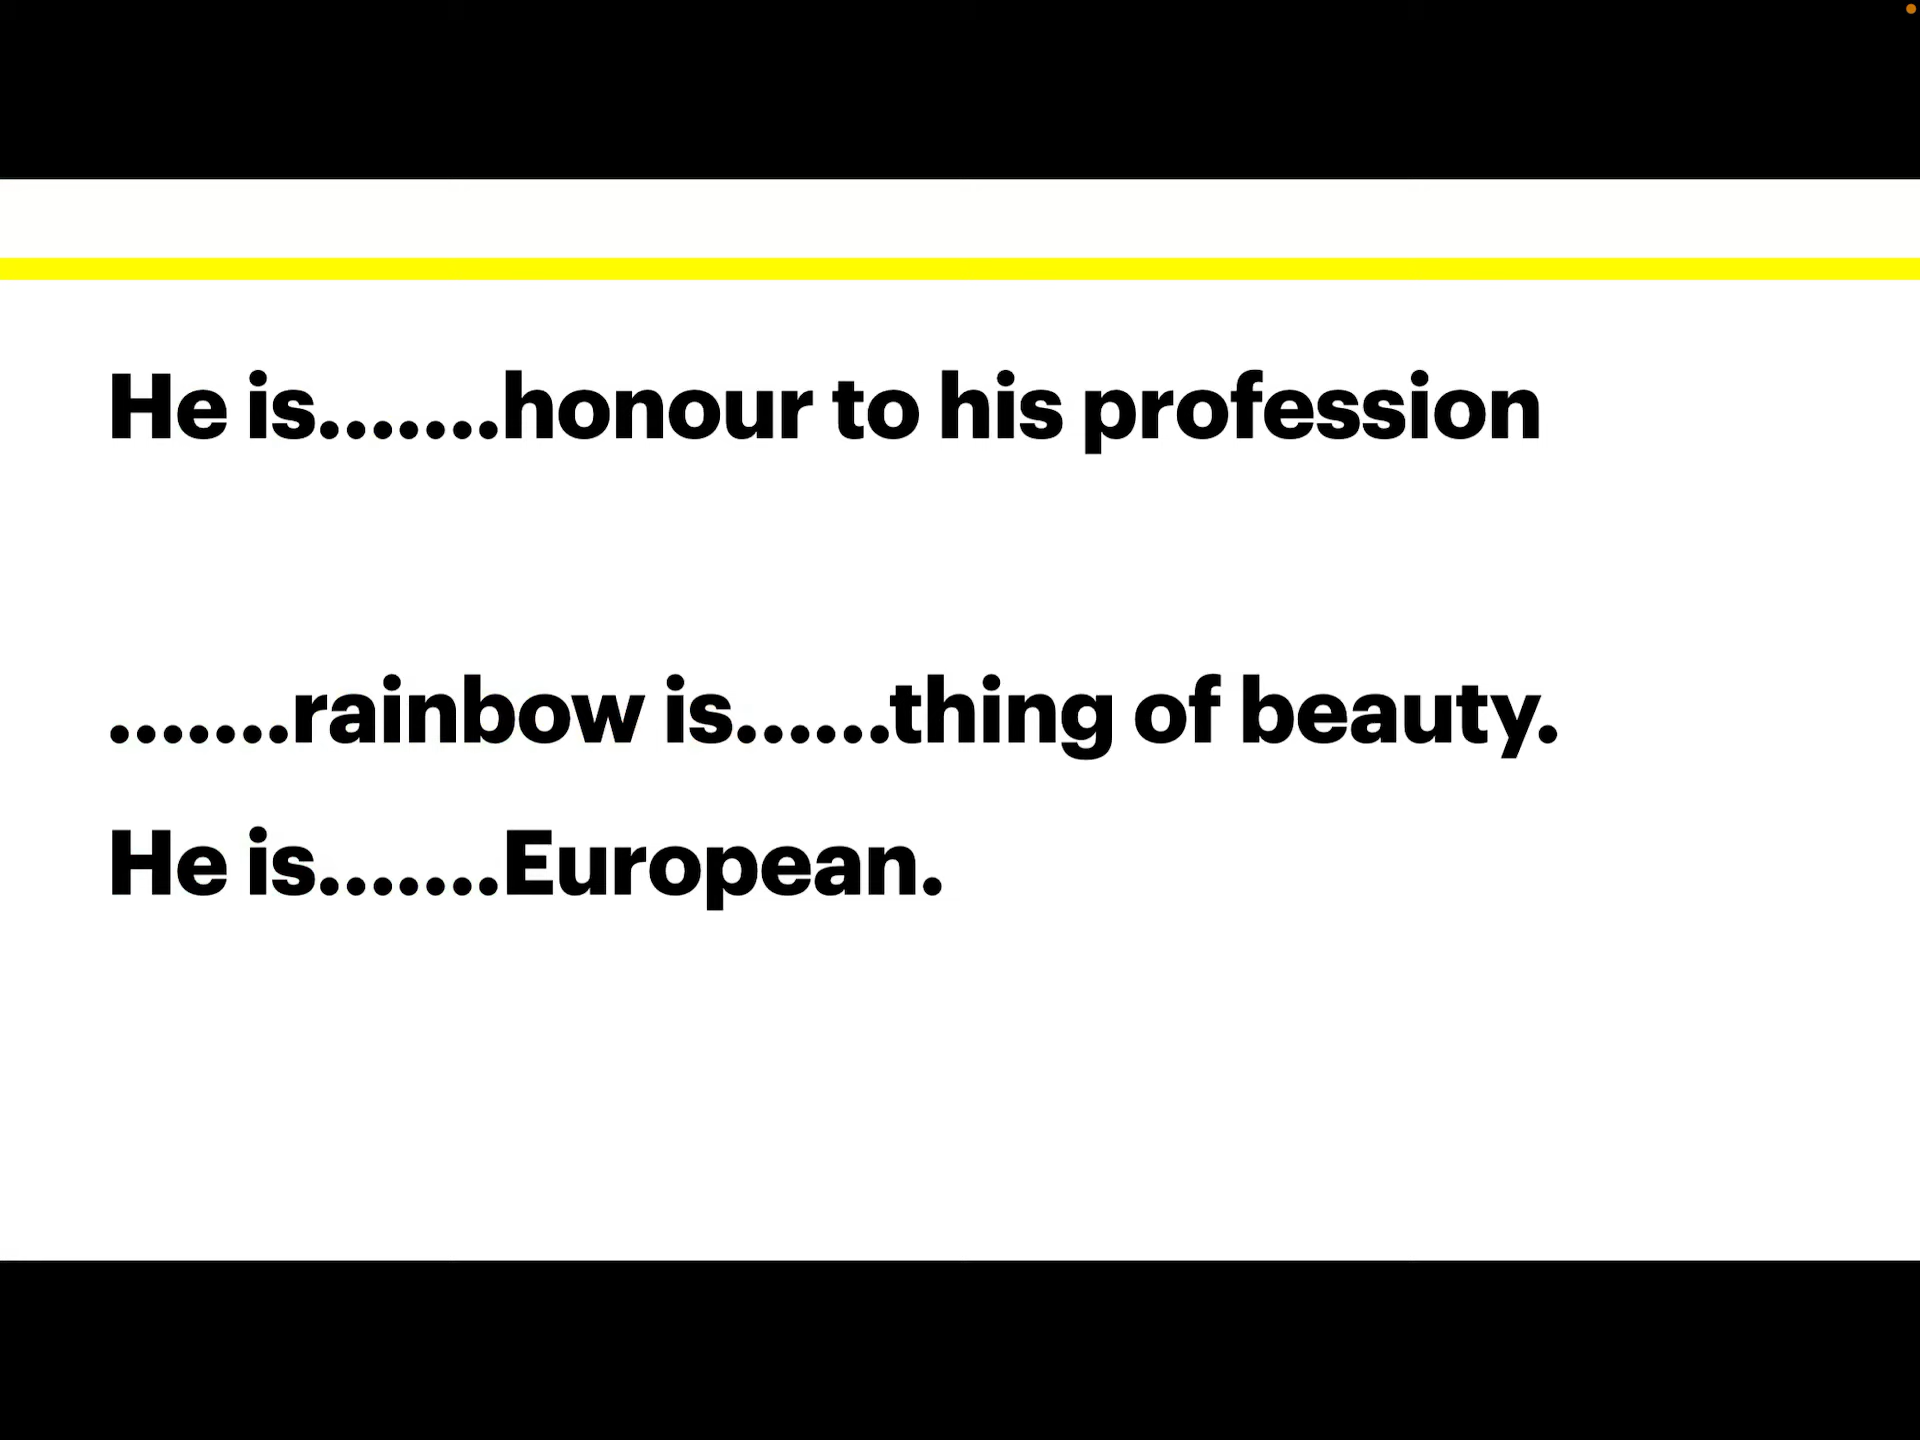 He is.......honour to his profession
.......rainbow is......thing of beauty.
He is.......European.